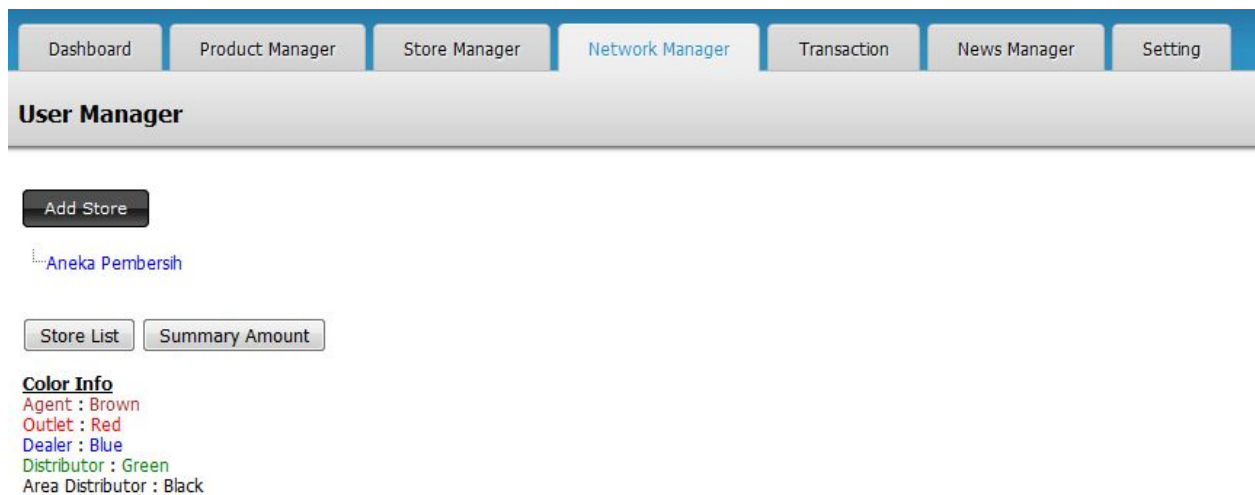 Dashboard Product Manager Store Manager Network Manager Transaction News Manager Setting
User Manager
Add Store
Aneka Pembersih
Store List Summary Amount
Color Info
Agent : Brown
Outlet : Red
Dealer : Blue
Distributor : Green
Area Distributor : Black